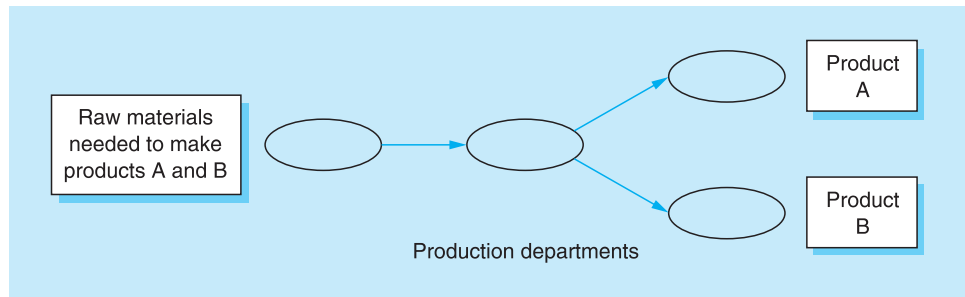 Raw materials
needed to make
products A and B
Product
A
Product
B
Production departments